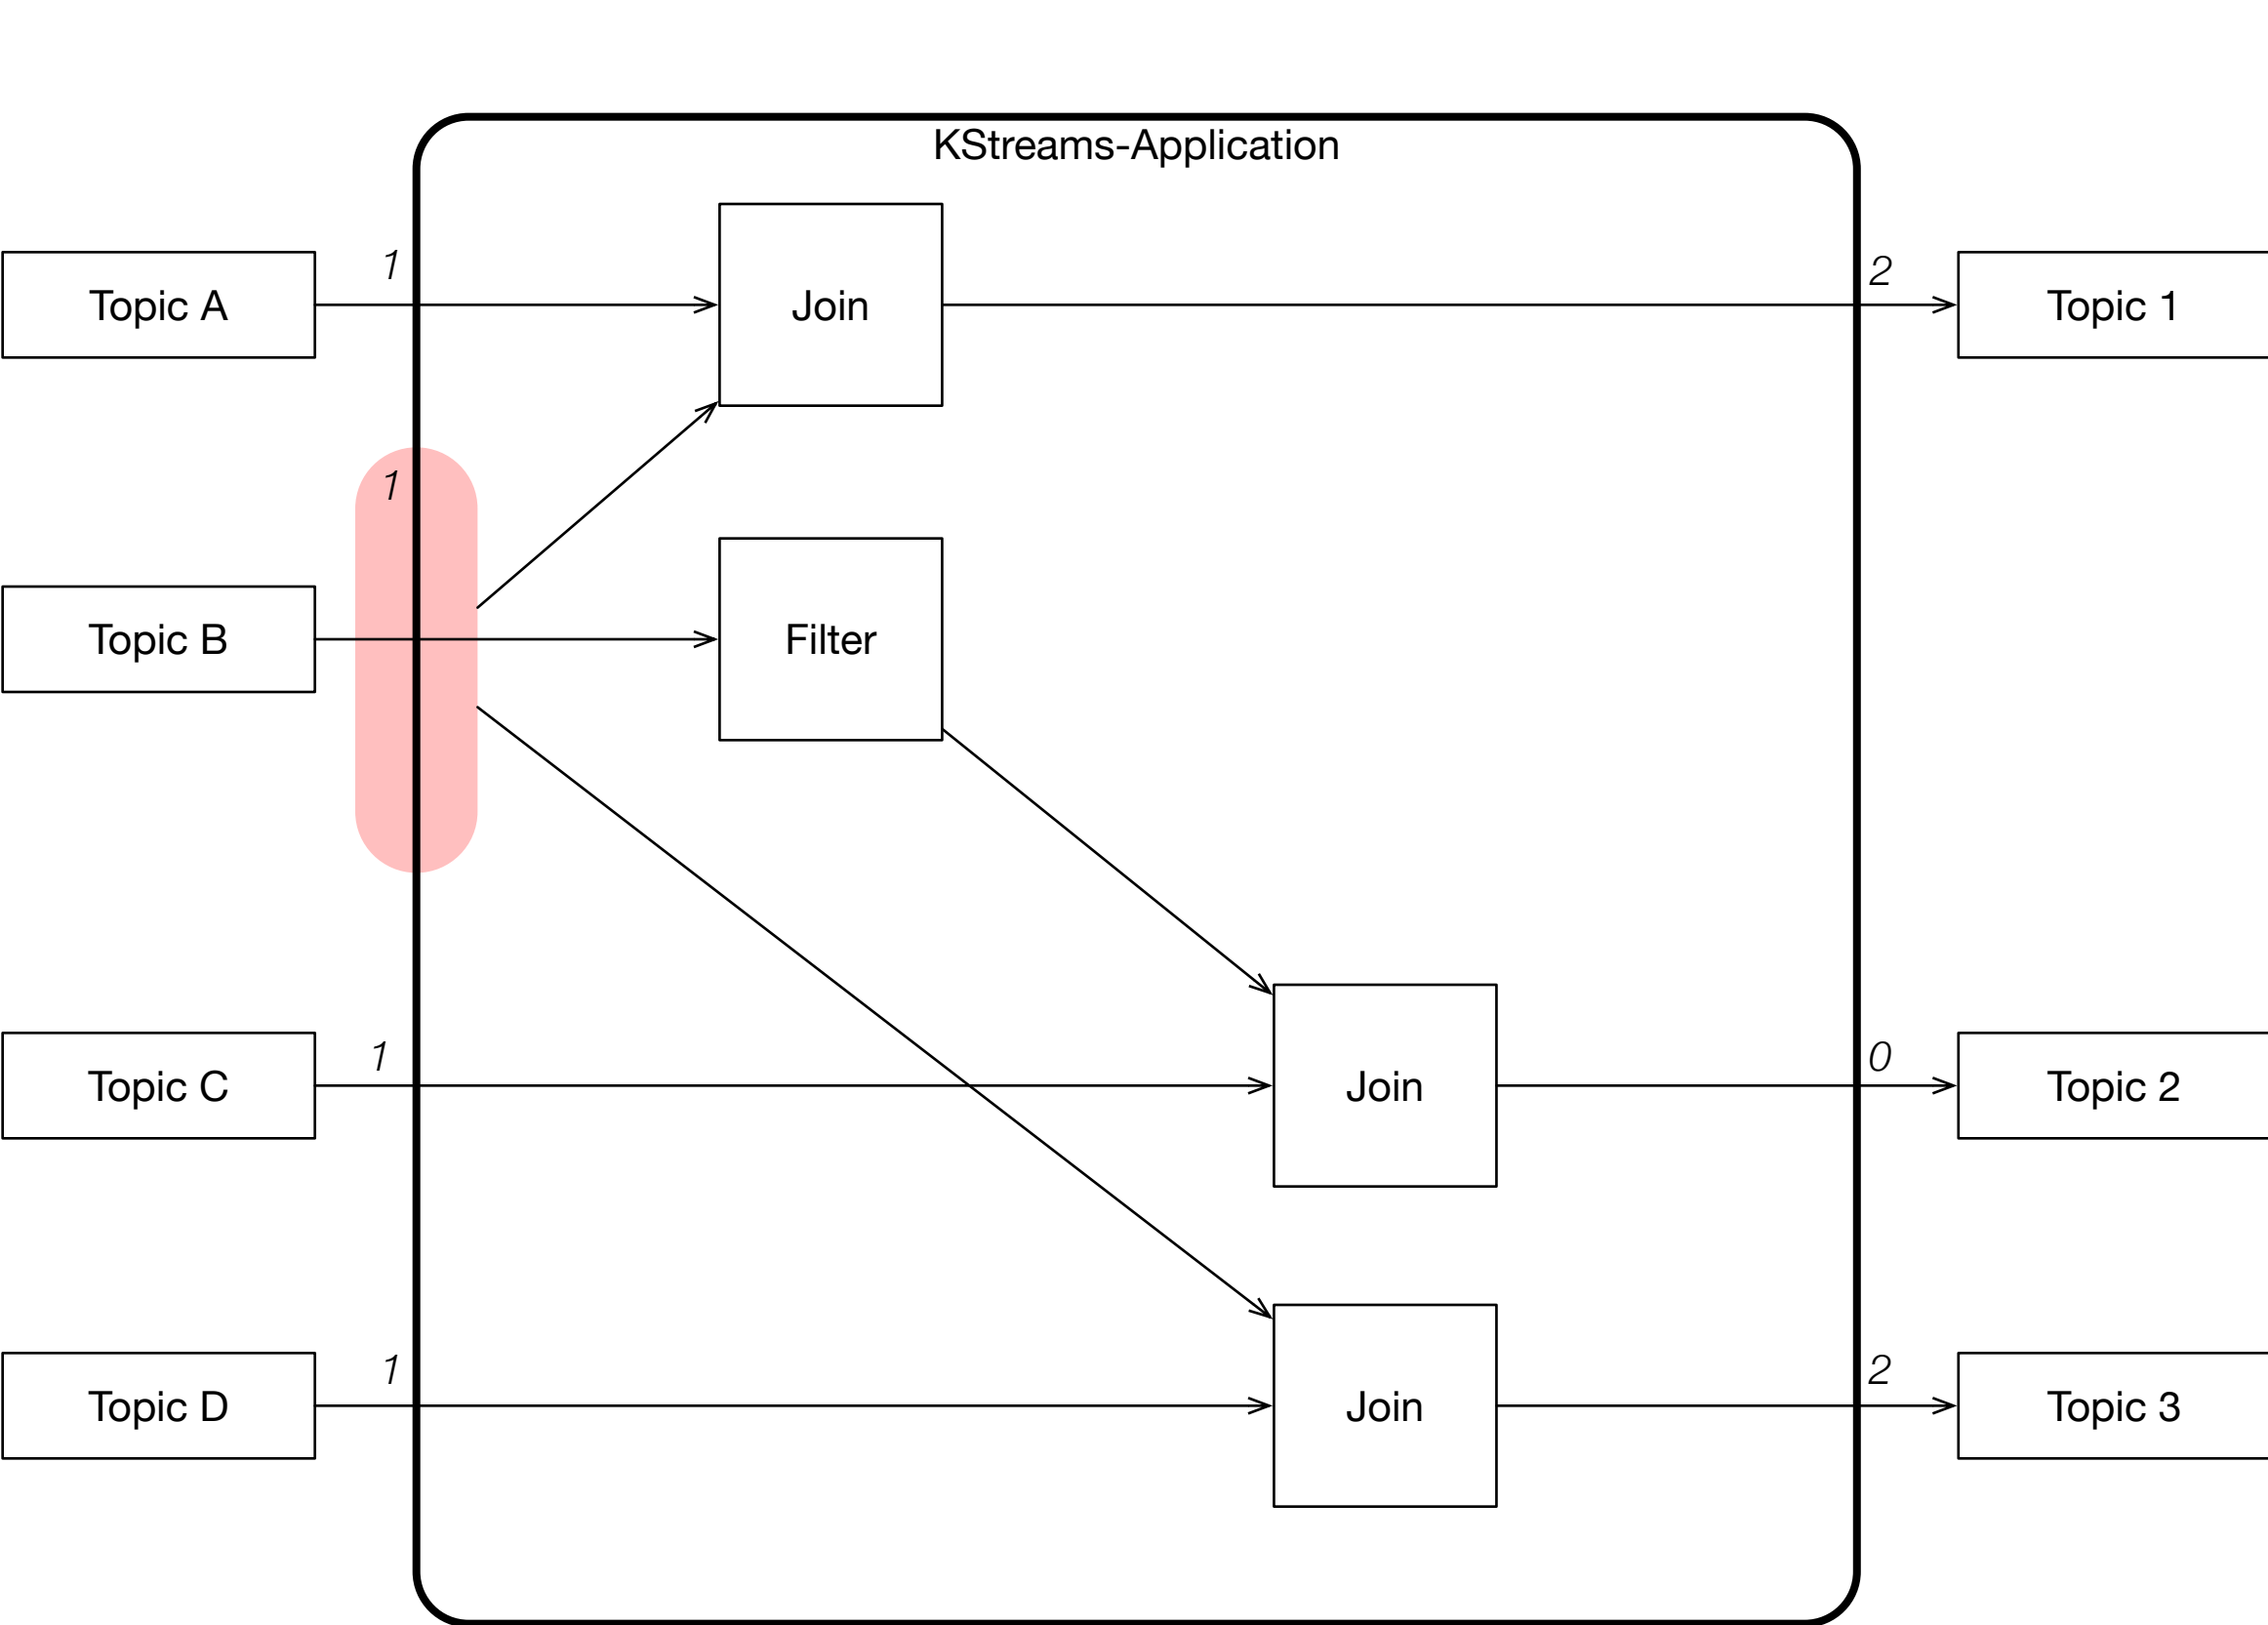 KStreams-Application
1
2
Topic A
Join
Topic 1
1
Topic B
Filter
1
0
Topic C
Join
Topic 2
1
2
Topic D
Join
Topic 3